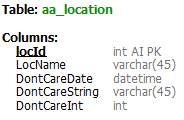 Table: aa_location
Columns:
locId int AI PK
LocName varchar(45)
DontCareDate datetime
DontCareString varchar(45)
DontCareInt int